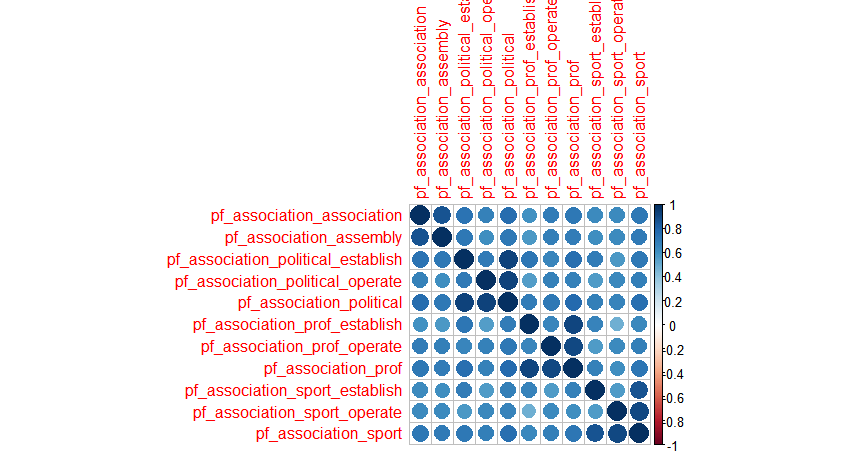 pf_association_association
pf_association_assembly
pf_association_political_esta
pf_association_political_ope
pf_association_political
pf_association_prof_establis
pf_association_prof_operate
pf_association_prof
pf_association_sport_establ
pf_association_sport_operat
pf_association_sport
pf_association_association
pf_association_assembly
pf_association_political_establish
pf_association_political_operate
pf_association_political
pf_association_prof_establish
pf_association_prof_operate
pf_association_prof
pf_association_sport_establish
pf_association_sport_operate
pf_association_sport
1
0.8
0.6
0.4
0.2
0
-0.2
-0.4
-0.6
-0.8
-1